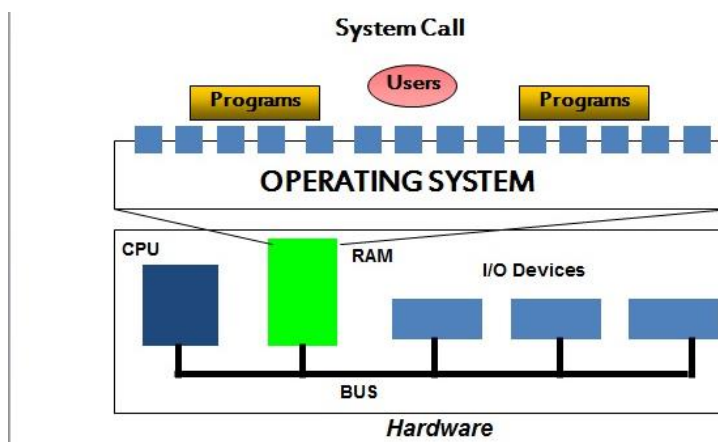 System Call
Users
Programs
Programs
OPERATING SYSTEM
CPU
RAM
I/O Devices
BUS
Hardware